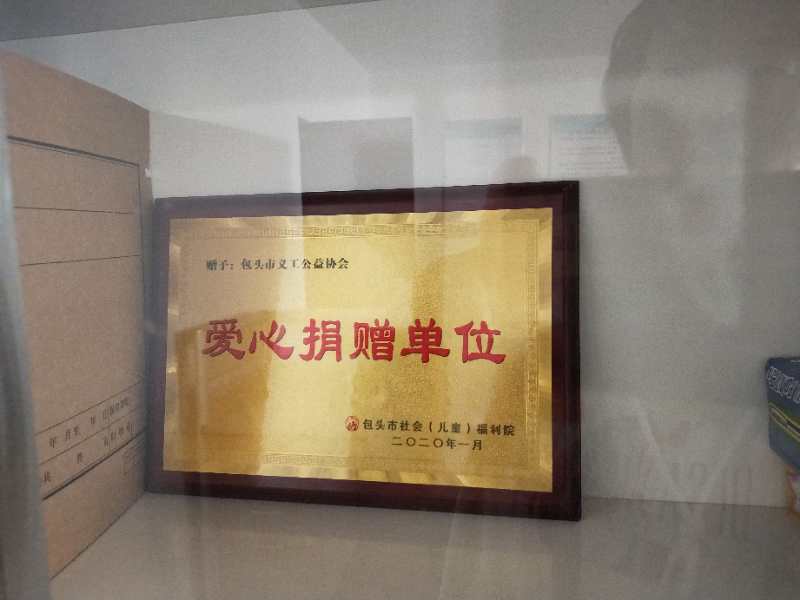 赠予：包头市义工公益协会
爱心捐赠单位
包头市社会（儿童）福利院
二〇二〇年一月